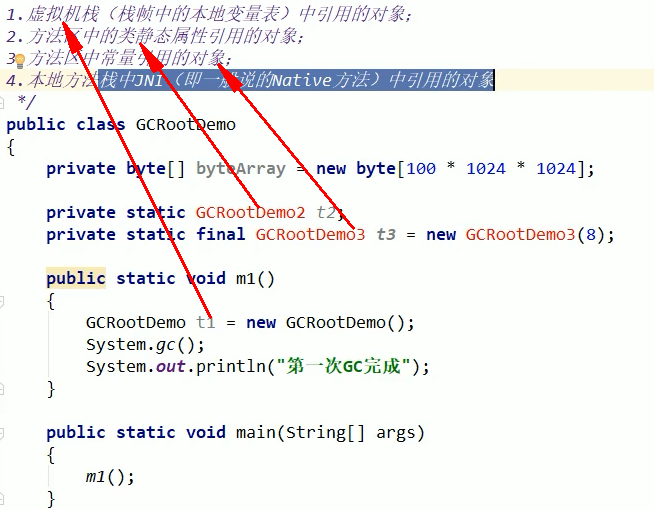 1.虚拟机栈（栈帧中的本地变量表）中引用的对象；
2.方法区中的类静态属性引用的对象；
3 方法区中常量引用的对象；
4.本地方法栈中JNI（即一般说的Native方法）中引用的对象
*/
public class GCRootDemo
{
private byte[] byteArray = new byte[100 * 1024 * 1024];
private static GCRootDemo2 t2;
private static final GCRootDemo3 t3 = new GCRootDemo3(8);
public static void m1()
{
GCRootDemo t1 = new GCRootDemo();
System.gc();
System.out.println("第一次GC完成");
}
public static void main(String[] args)
{
m1();
}